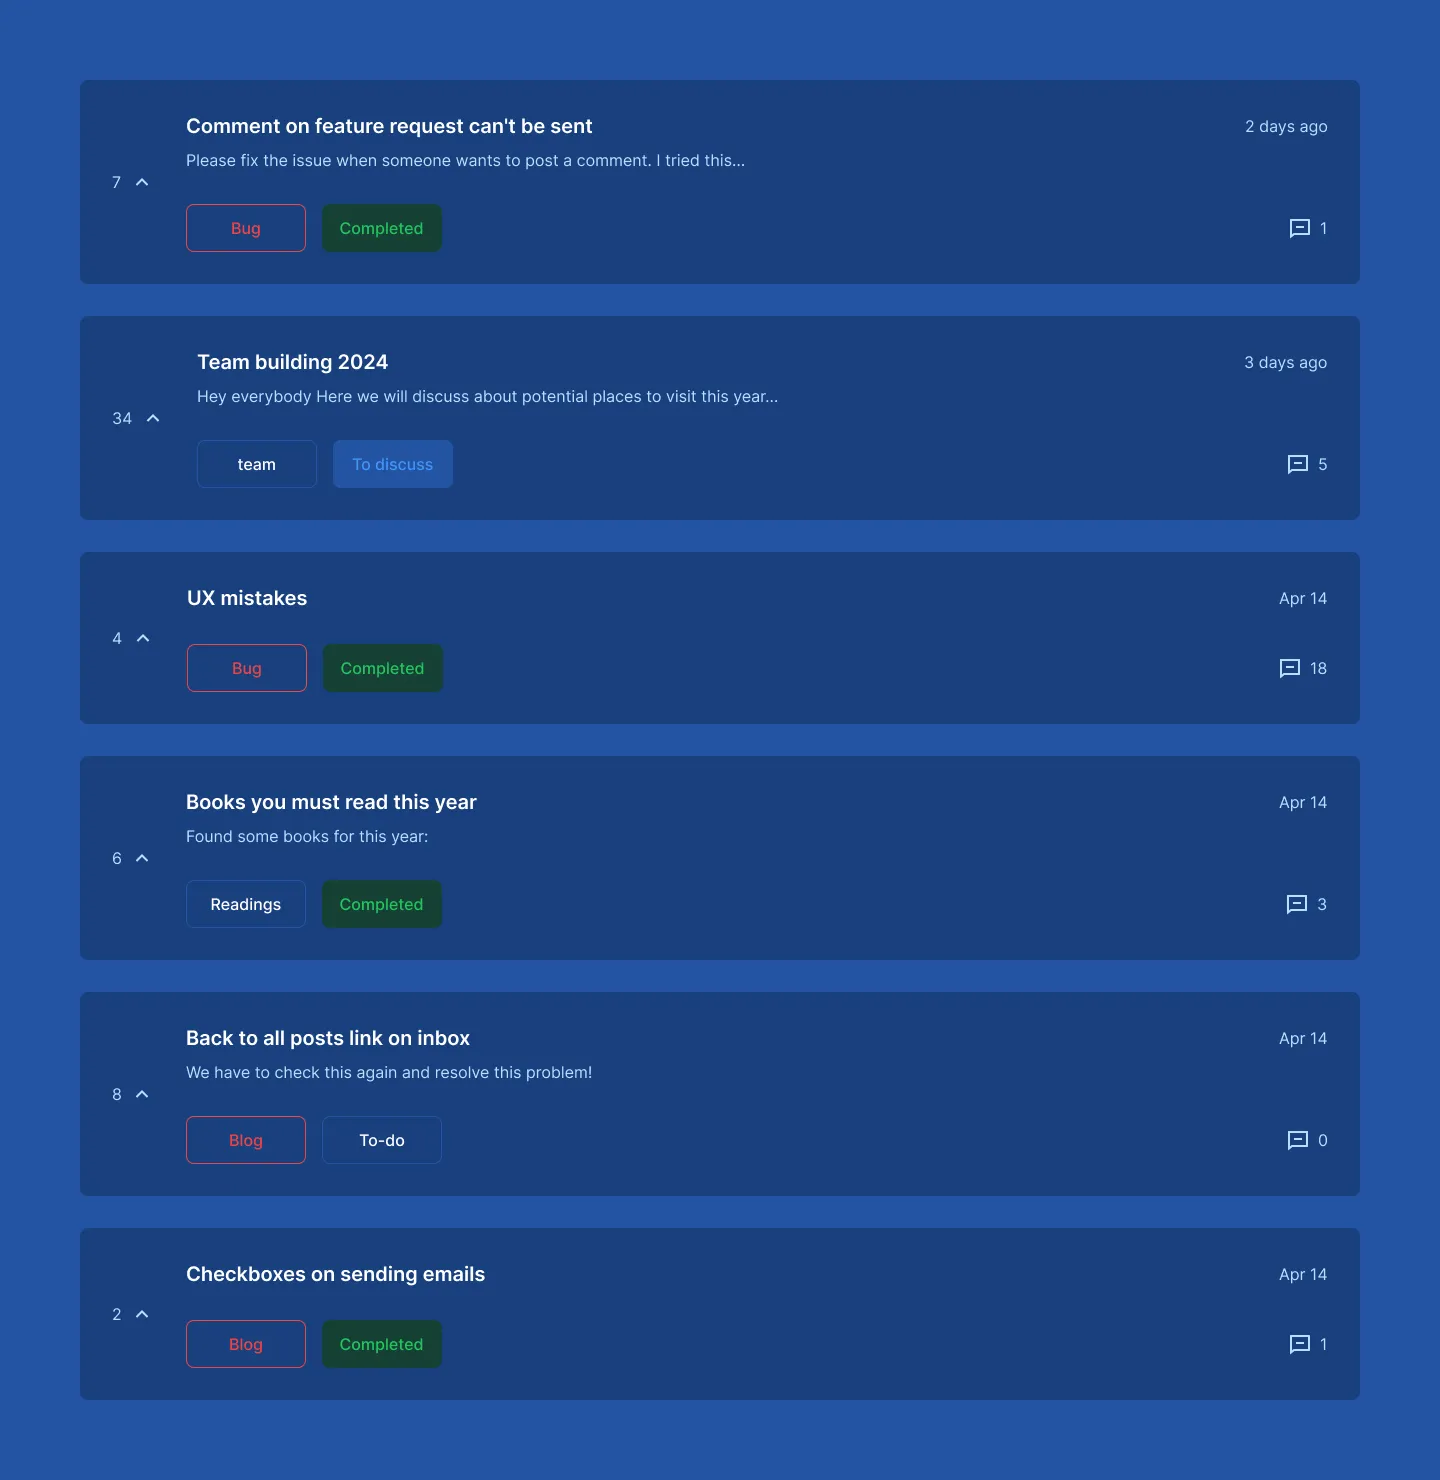 Comment on feature request can't be sent
2 days ago
Please fix the issue when someone wants to post a comment. I tried this...
7
Bug
Completed
1
Team building 2024
3 days ago
Hey everybody Here we will discuss about potential places to visit this year...
34
team
To discuss
5
UX mistakes
Apr 14
4
Bug
Completed
18
Books you must read this year
Apr 14
Found some books for this year:
6
Readings
Completed
3
Back to all posts link on inbox
Apr 14
We have to check this again and resolve this problem!
8
Blog
To-do
0
Checkboxes on sending emails
Apr 14
2
Blog
Completed
1